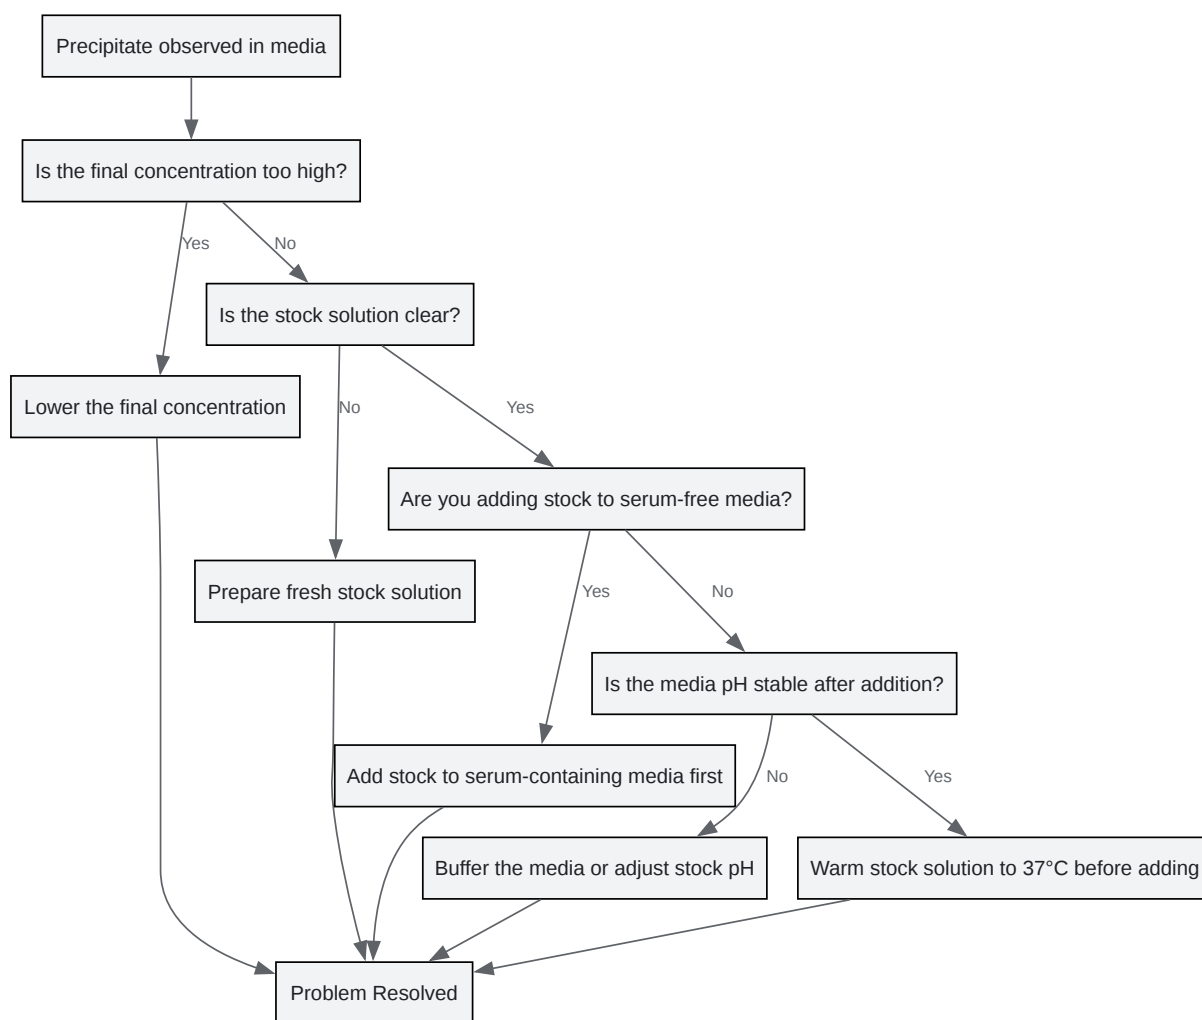 Precipitate observed in media
Is the final concentration too high?
Yes
No
Is the stock solution clear?
Lower the final concentration
No
Yes
Are you adding stock to serum-free media?
Prepare fresh stock solution
Yes
No
Is the media pH stable after addition?
Add stock to serum-containing media first
No
Yes
Buffer the media or adjust stock pH
Warm stock solution to 37°C before adding
Problem Resolved